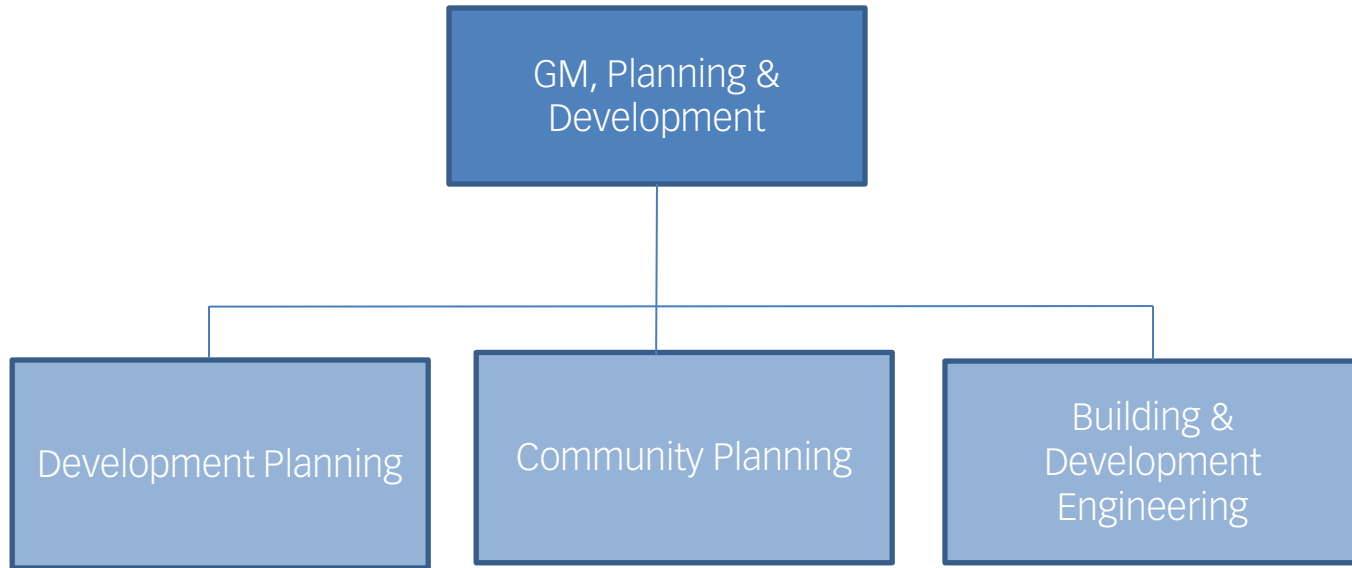 GM, Planning &
Development
Development Planning
Community Planning
Building &
Development
Engineering